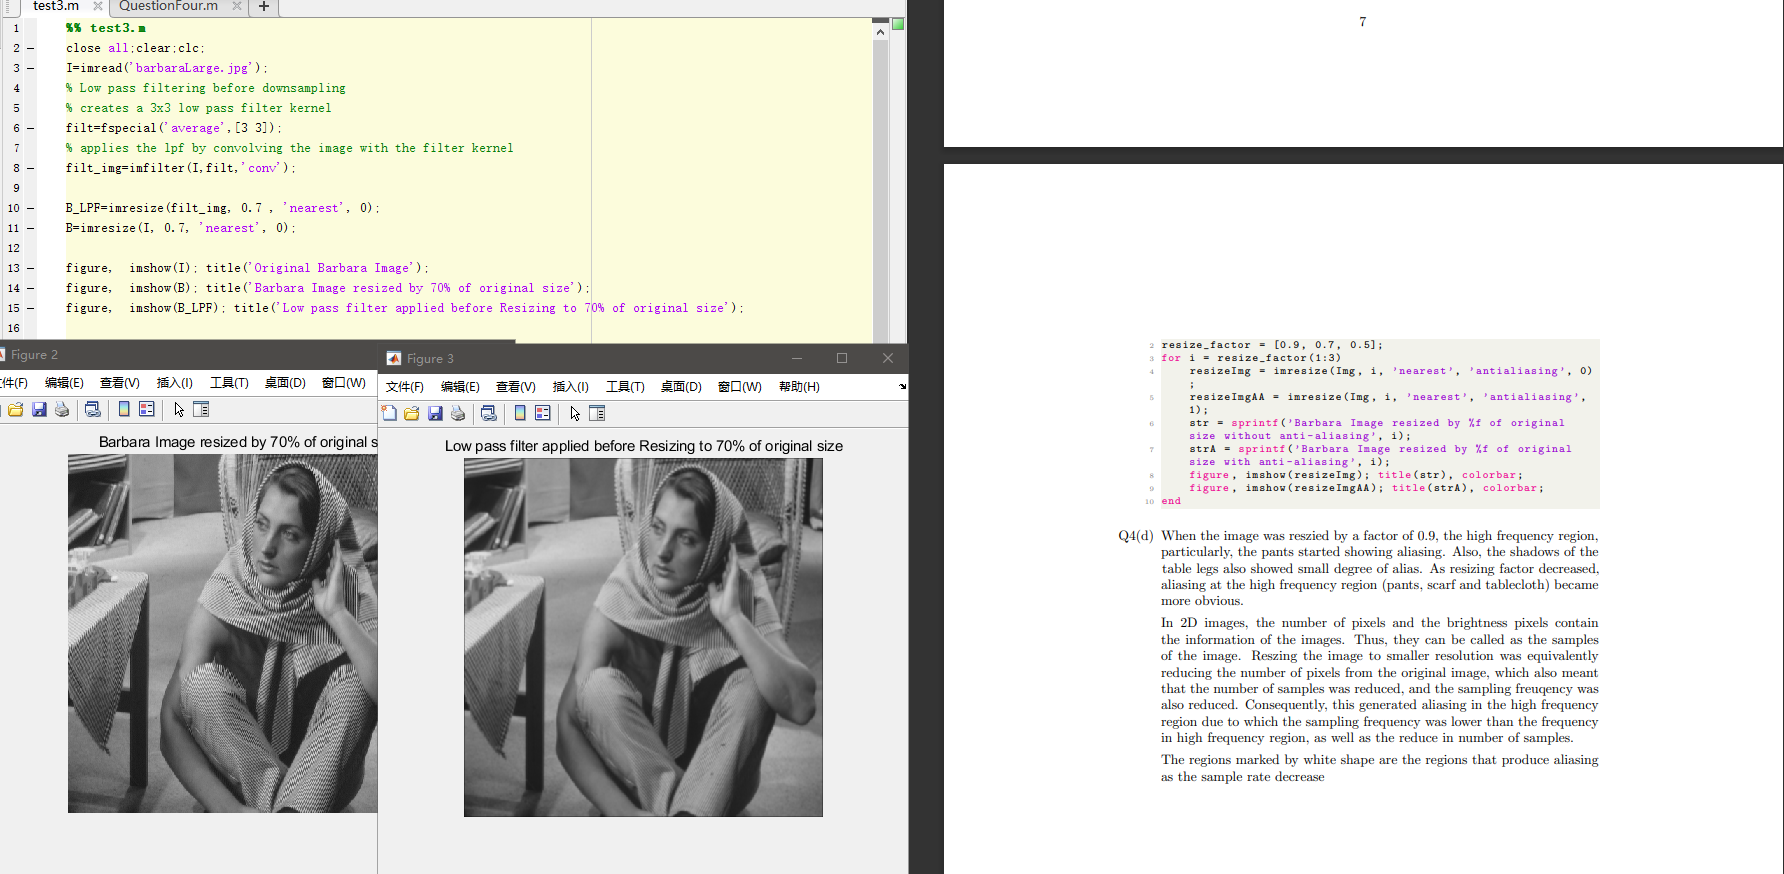 test3.m
QuestionFour.m
1 %% test3.m
2 close all;clear;clc;
3 I=imread('barbaraLarge.jpg');
4 % Low pass filtering before downsampling
5 % creates a 3x3 low pass filter kernel
6 filt=fspecial('average',[3 3]);
7 % applies the lpf by convolving the image with the filter kernel
8 filt_img=imfilter(I,filt,'conv');
9
10 B_LPF=imresize(filt_img, 0.7 , 'nearest', 0);
11 B=imresize(I, 0.7, 'nearest', 0);
12
13 figure, imshow(I); title('Original Barbara Image');
14 figure, imshow(B); title('Barbara Image resized by 70% of original size');
15 figure, imshow(B_LPF); title('Low pass filter applied before Resizing to 70% of original size');
16
Figure 2
件(F) 编辑(E) 查看(V) 插入(I) 工具(T) 桌面(D) 窗口(W)
Barbara Image resized by 70% of original s
Figure 3
文件(F) 编辑(E) 查看(V) 插入(I) 工具(T) 桌面(D) 窗口(W) 帮助(H)
Low pass filter applied before Resizing to 70% of original size
7
2 resize_factor = [0.9, 0.7, 0.5];
3 for i = resize_factor(1:3)
4 resizeImg = imresize(Img, i, 'nearest', 'antialiasing', 0)
;
5 resizeImgAA = imresize(Img, i, 'nearest', 'antialiasing',
1);
6 str = sprintf('Barbara Image resized by %f of original
size without anti-aliasing', i);
7 strA = sprintf('Barbara Image resized by %f of original
size with anti-aliasing', i);
8 figure, imshow(resizeImg); title(str), colorbar;
9 figure, imshow(resizeImgAA); title(strA), colorbar;
10 end
Q4(d) When the image was reszied by a factor of 0.9, the high frequency region,
particularly, the pants started showing aliasing. Also, the shadows of the
table legs also showed small degree of alias. As resizing factor decreased,
aliasing at the high frequency region (pants, scarf and tablecloth) became
more obvious.
In 2D images, the number of pixels and the brightness pixels contain
the information of the images. Thus, they can be called as the samples
of the image. Reszing the image to smaller resolution was equivalently
reducing the number of pixels from the original image, which also meant
that the number of samples was reduced, and the sampling freuqency was
also reduced. Consequently, this generated aliasing in the high frequency
region due to which the sampling frequency was lower than the frequency
in high frequency region, as well as the reduce in number of samples.
The regions marked by white shape are the regions that produce aliasing
as the sample rate decrease